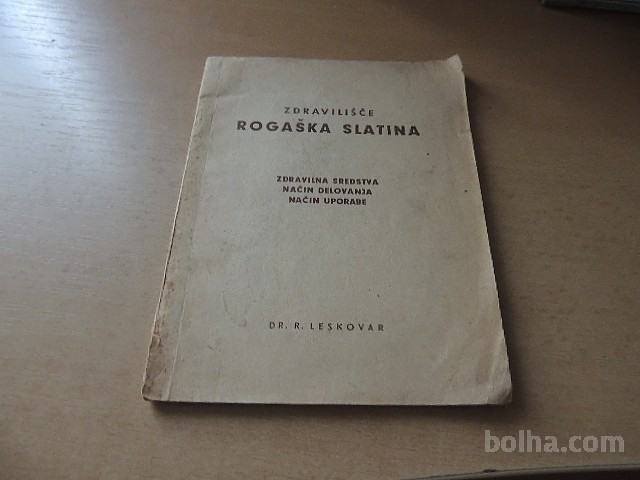 ZDRAVILIŠČE
ROGAŠKA SLATINA
ZDRAVILNA SREDSTVA
NAČIN DELOVANJA
NAČIN UPORABE
DR. R. LESKOVAR
bolha.com